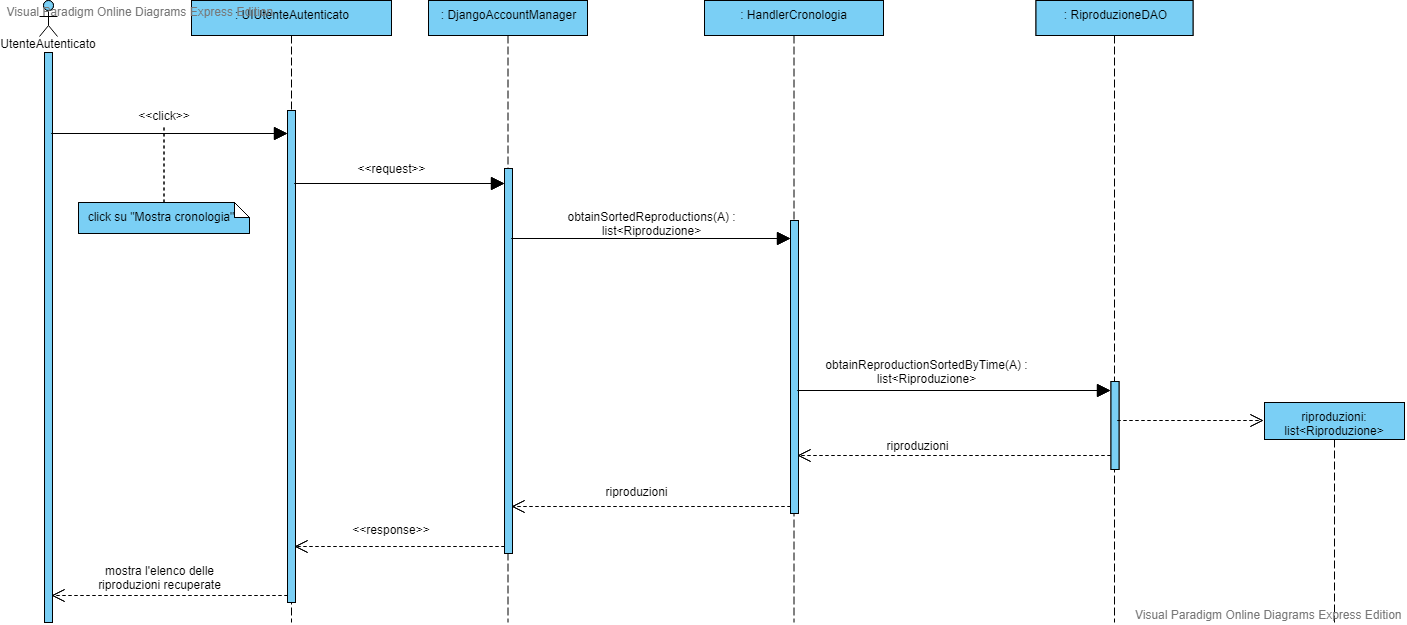 Visual Paradigm Online Diagrams Express Edition
: UIUtenteAutenticato
: DjangoAccountManager
: HandlerCronologia
: RiproduzioneDAO
UtenteAutenticato
<<click>>
<<request>>
click su "Mostra cronologia"
obtainSortedReproductions(A) :
list<Riproduzione>
obtainReproductionSortedByTime(A) :
list<Riproduzione>
riproduzioni:
list<Riproduzione>
riproduzioni
riproduzioni
<<response>>
mostra l'elenco delle
riproduzioni recuperate
Visual Paradigm Online Diagrams Express Edition